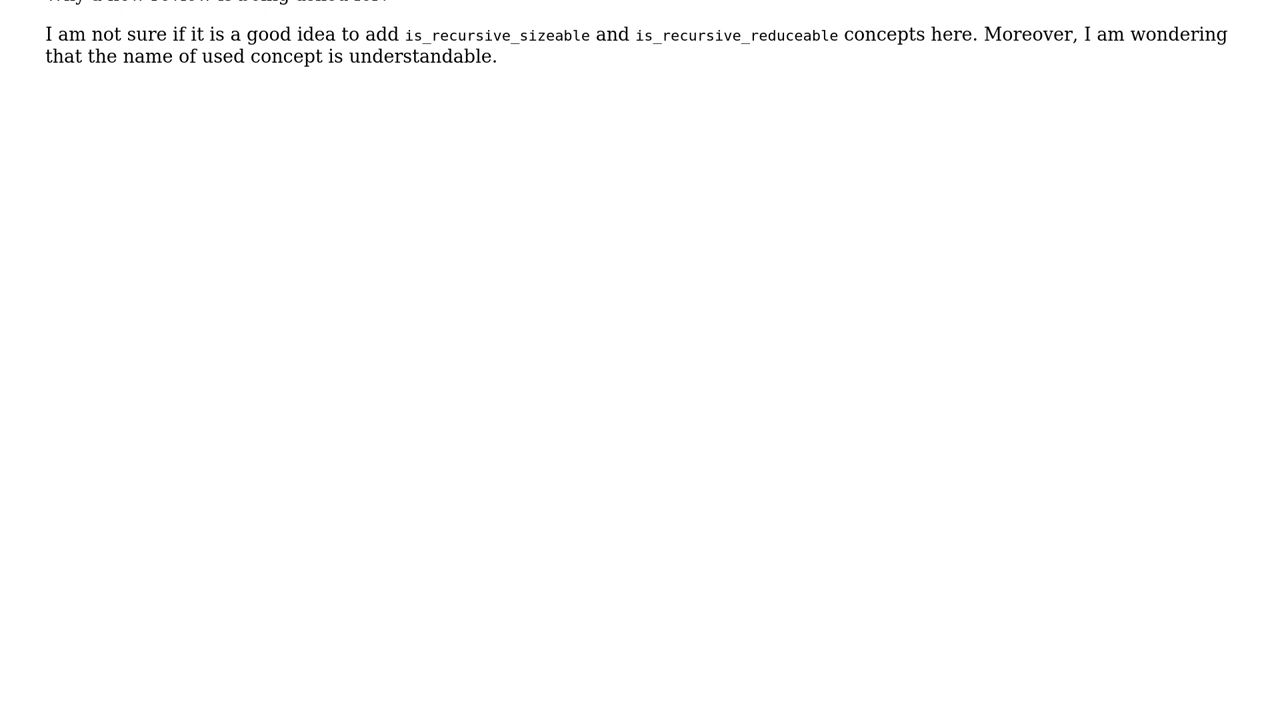 I am not sure if it is a good idea to add is_recursive_sizeable and is_recursive_reduceable concepts here. Moreover, I am wondering
that the name of used concept is understandable.